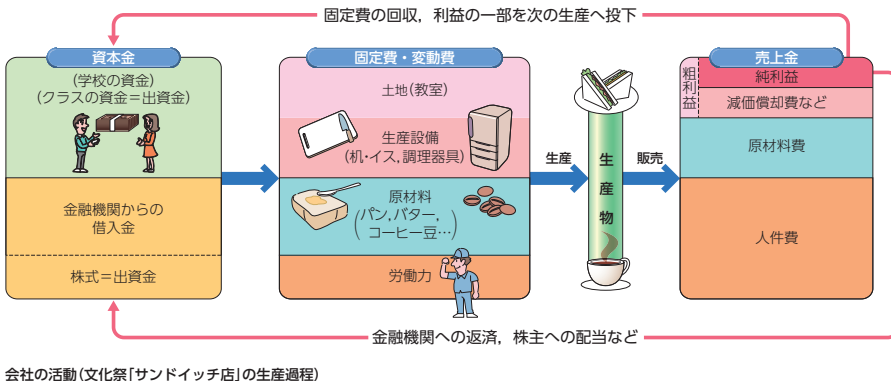 固定費の回収，利益の一部を次の生産へ投下
資本金
(学校の資金)
(クラスの資金＝出資金)
金融機関からの
借入金
株式＝出資金
固定費・変動費
土地(教室)
生産設備
(机・イス，調理器具)
原材料
(パン，バター，
コーヒー豆…)
労働力
生産
生産物
販売
売上金
粗利益
純利益
減価償却費など
原材料費
人件費
金融機関への返済，株主への配当など
会社の活動(文化祭「サンドイッチ店」の生産過程)